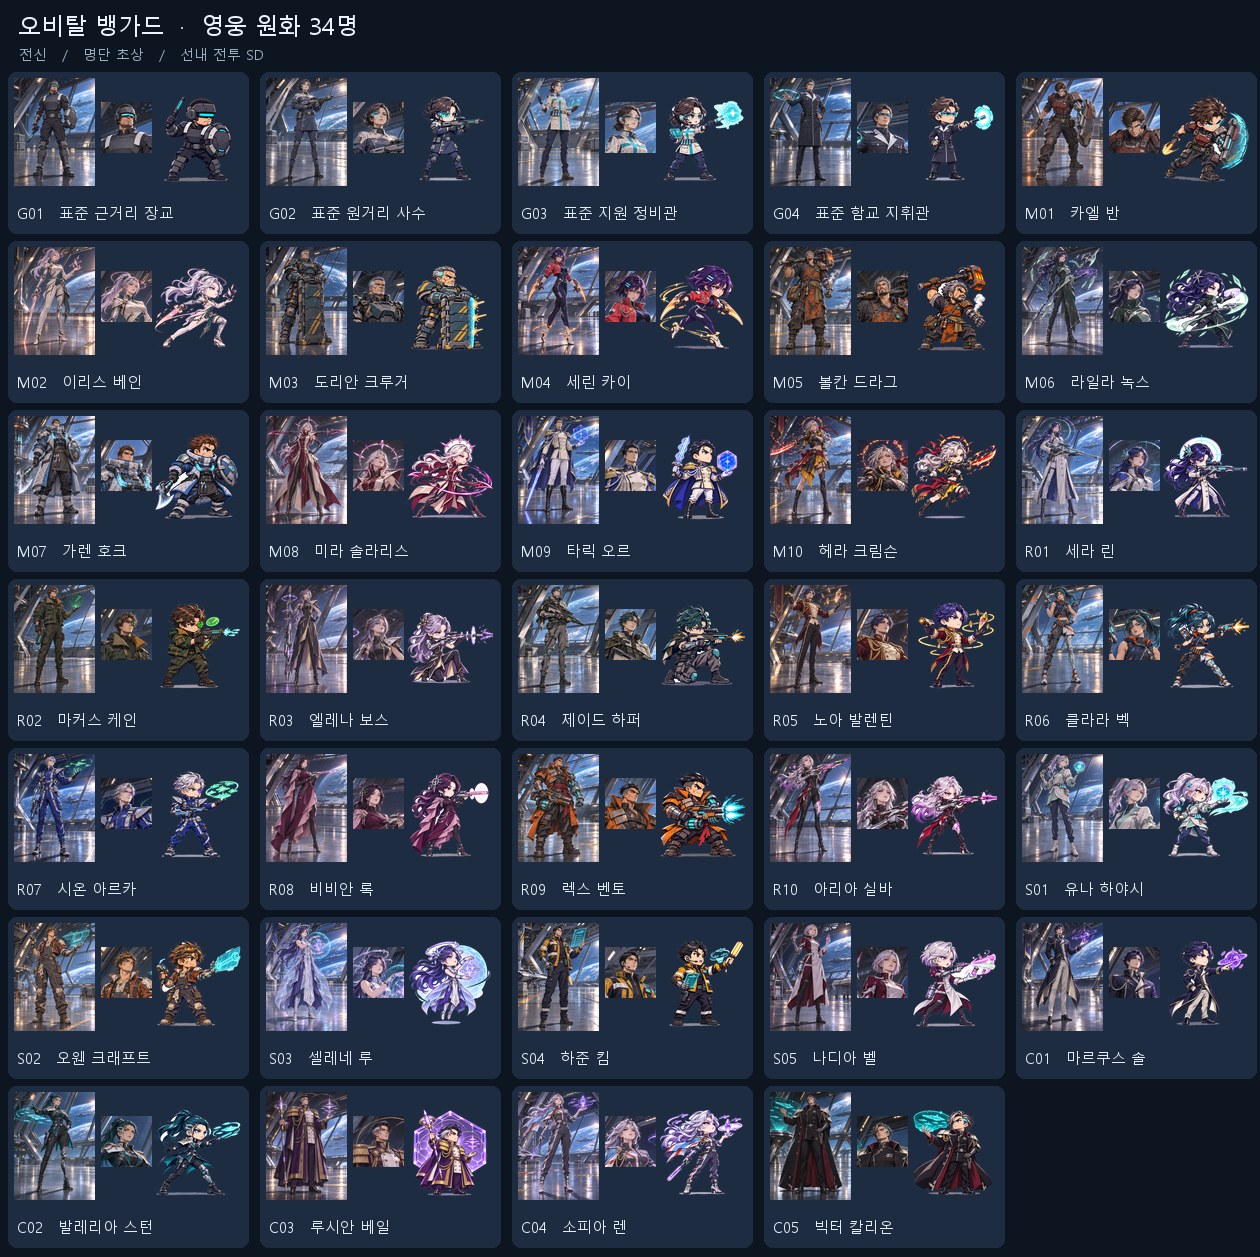 오비탈 뱅가드 · 영웅 원화 34명
전신 / 명단 초상 / 선내 전투 SD
G01 표준 근거리 장교
G02 표준 원거리 사수
G03 표준 지원 정비관
G04 표준 함교 지휘관
M01 카엘 반
M02 이리스 베인
M03 도리안 크루거
M04 세린 카이
M05 볼칸 드라그
M06 라일라 녹스
M07 가렌 호크
M08 미라 솔라리스
M09 타릭 오르
M10 헤라 크림슨
R01 세라 린
R02 마커스 케인
R03 엘레나 보스
R04 제이드 하퍼
R05 노아 발렌틴
R06 클라라 벡
R07 시온 아르카
R08 비비안 록
R09 렉스 벤토
R10 아리아 실바
S01 유나 하야시
S02 오웬 크래프트
S03 셀레네 루
S04 하준 킴
S05 나디아 벨
C01 마르쿠스 솔
C02 발레리아 스턴
C03 루시안 베일
C04 소피아 렌
C05 빅터 칼리온